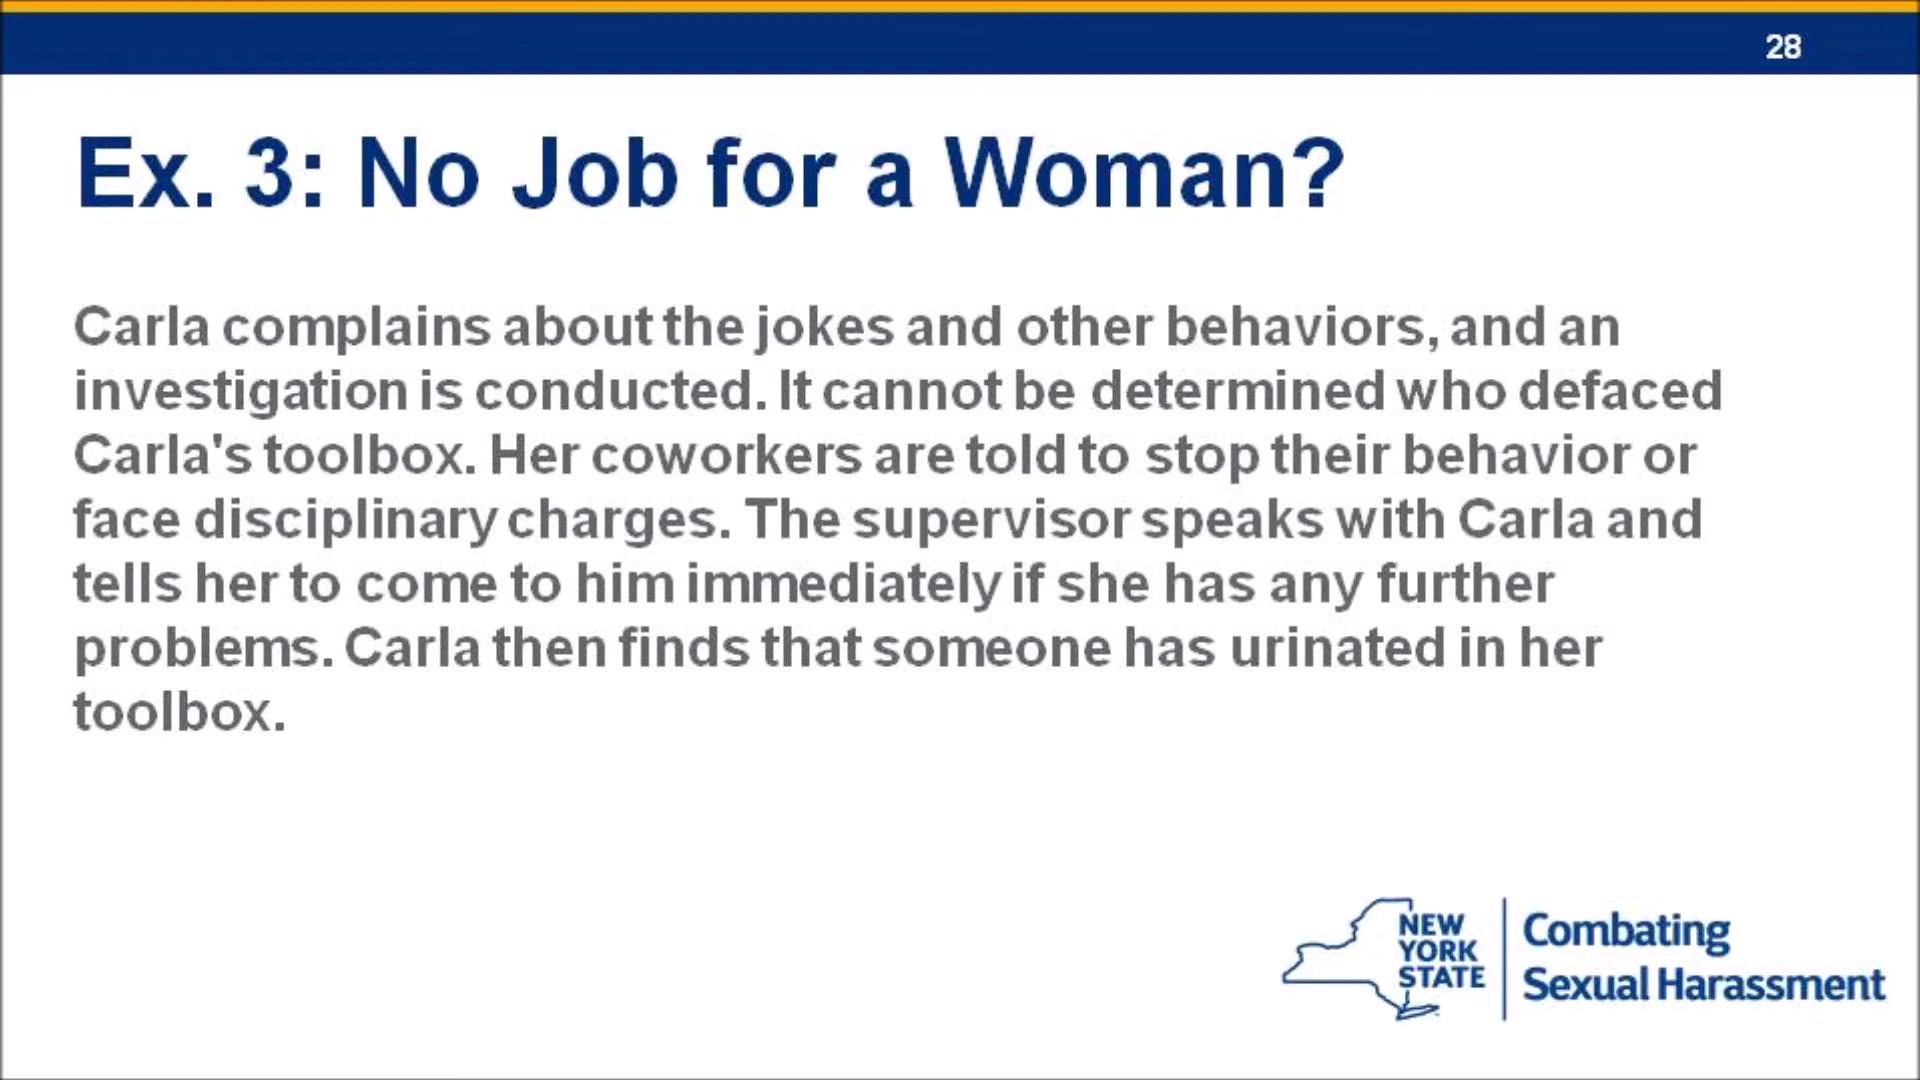 28
Ex. 3: No Job for a Woman?
Carla complains about the jokes and other behaviors, and an
investigation is conducted. It cannot be determined who defaced
Carla's toolbox. Her coworkers are told to stop their behavior or
face disciplinary charges. The supervisor speaks with Carla and
tells her to come to him immediately if she has any further
problems. Carla then finds that someone has urinated in her
toolbox.
NEW
YORK
STATE
Combating
Sexual Harassment